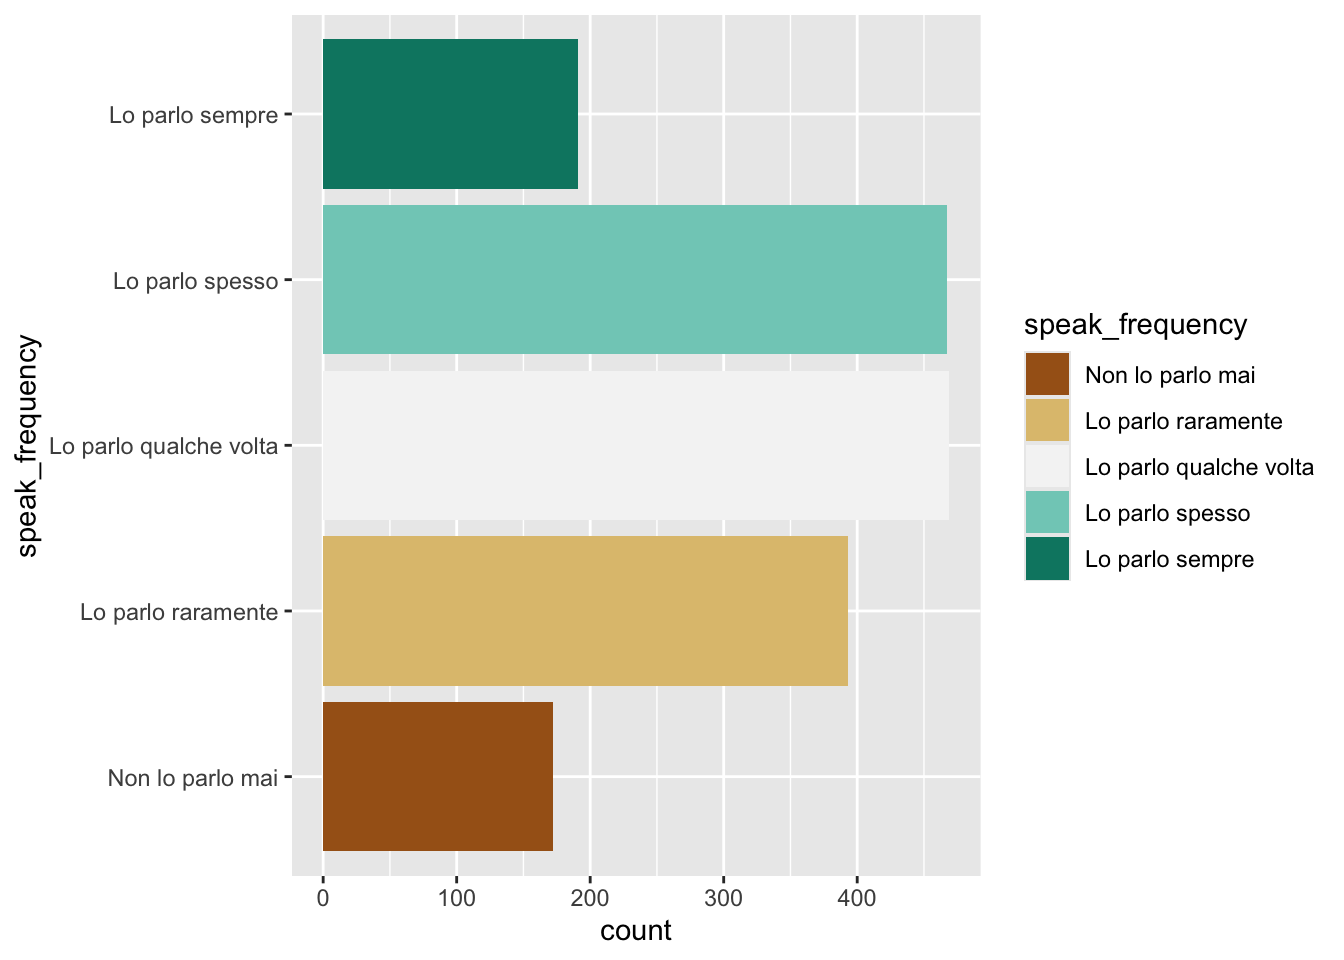 Lo parlo sempre
Lo parlo spesso
Lo parlo qualche volta
Lo parlo raramente
Non lo parlo mai
speak_frequency
0 100 200 300 400
count
speak_frequency
Non lo parlo mai
Lo parlo raramente
Lo parlo qualche volta
Lo parlo spesso
Lo parlo sempre